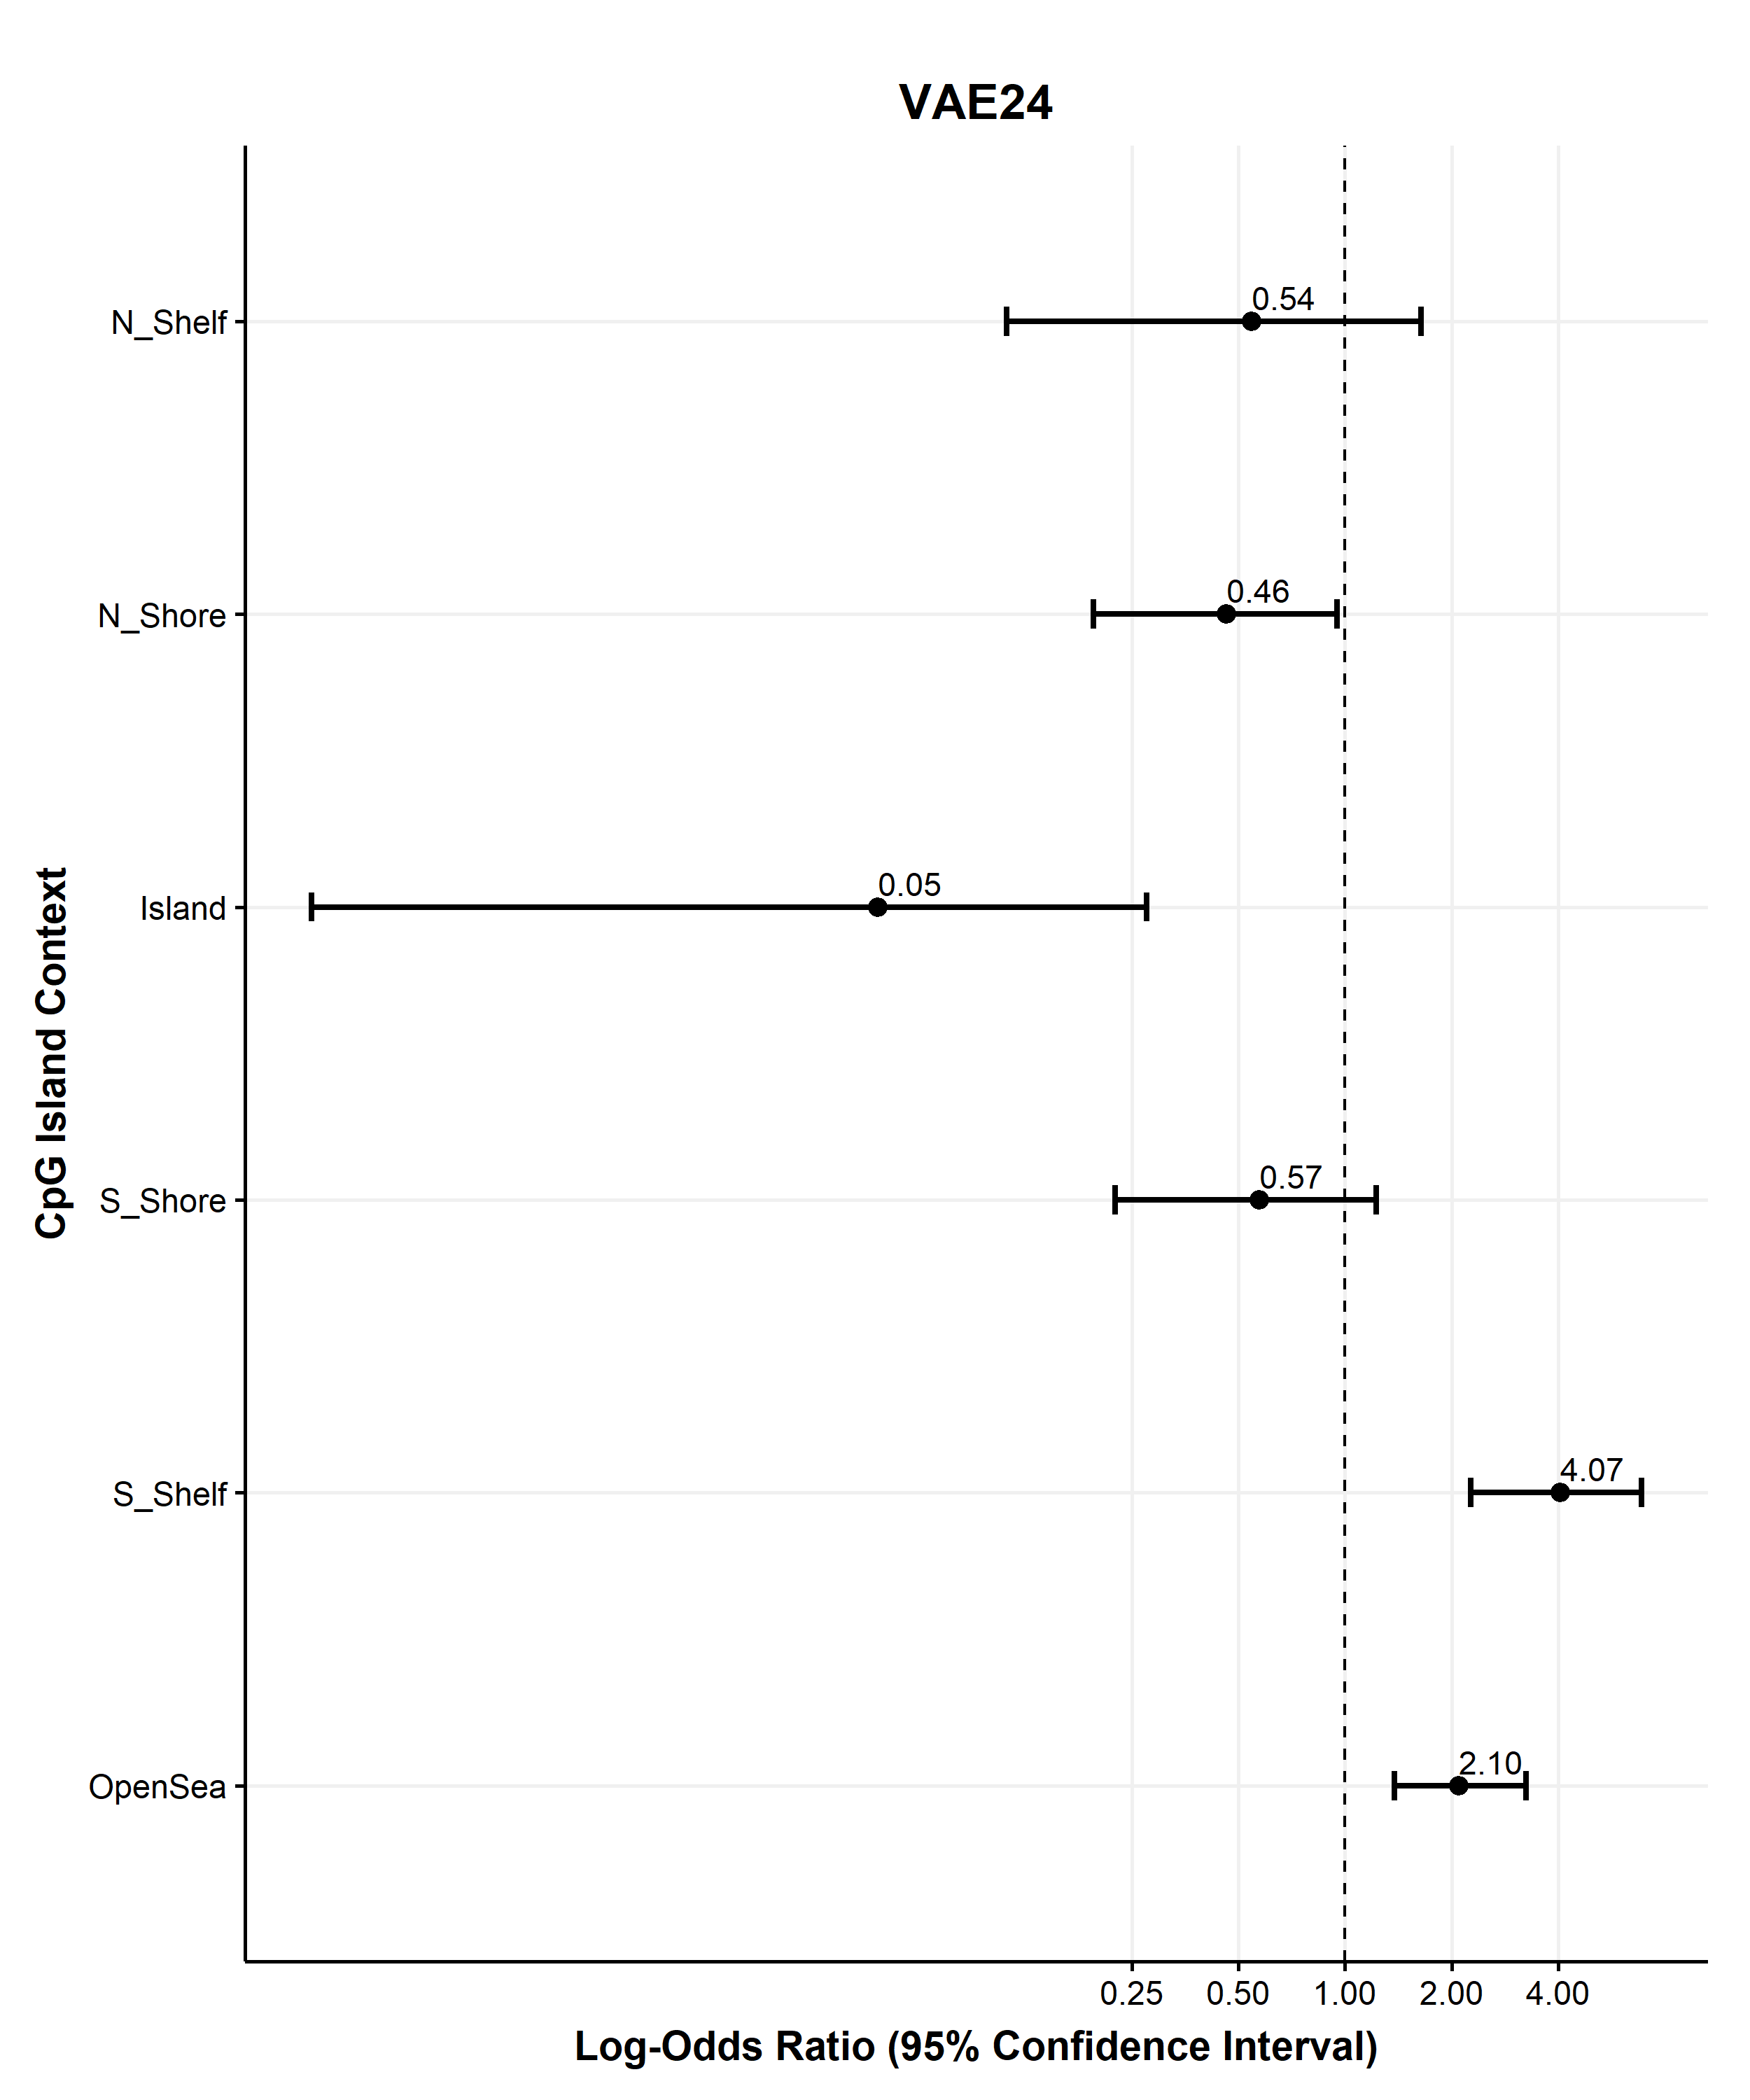 VAE24
N_Shelf
0.54
N_Shore
0.46
Island
0.05
CpG Island Context
S_Shore
0.57
S_Shelf
4.07
OpenSea
2.10
0.25 0.50 1.00 2.00 4.00
Log-Odds Ratio (95% Confidence Interval)